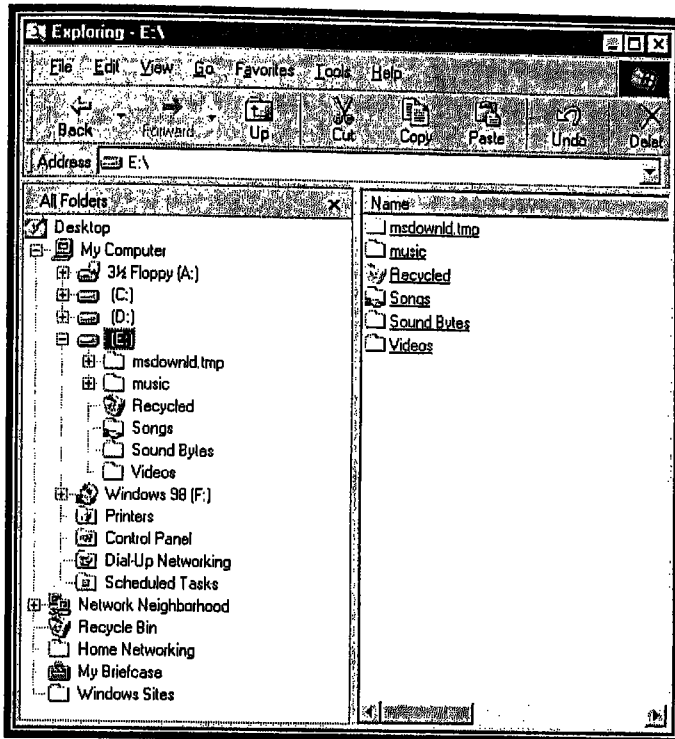 Exploring - E:\
File Edit View Go Favorites Tools Help
Back Forward Up Cut Copy Paste Undo Delet
Address E:\
All Folders
Desktop
My Computer
3½ Floppy (A:)
(C:)
(D:)
(E:)
msdownld.tmp
music
Recycled
Songs
Sound Bytes
Videos
Windows 98 (F:)
Printers
Control Panel
Dial-Up Networking
Scheduled Tasks
Network Neighborhood
Recycle Bin
Home Networking
My Briefcase
Windows Sites
Name
msdownld.tmp
music
Recycled
Songs
Sound Bytes
Videos